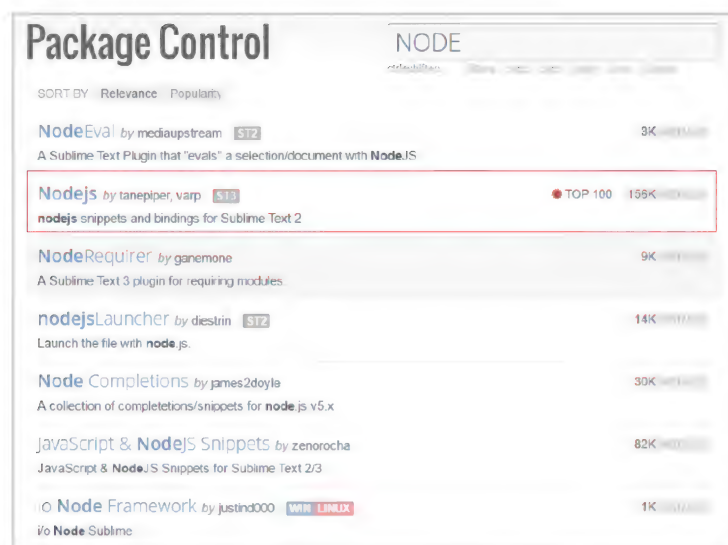 Package Control
NODE
SORT BY Relevance Popularity
NodeEval by mediaupstream ST2
3K
A Sublime Text Plugin that "evals" a selection/document with NodeJS
Nodejs by tanepiper, varp ST3
TOP 100 156K
nodejs snippets and bindings for Sublime Text 2
NodeRequirer by ganemone
9K
A Sublime Text 3 plugin for requiring modules.
nodejsLauncher by diestrin ST2
14K
Launch the file with node.js.
Node Completions by james2doyle
30K
A collection of completetions/snippets for node.js v5.x
JavaScript & NodeJS Snippets by zenorocha
82K
JavaScript & NodeJS Snippets for Sublime Text 2/3
io Node Framework by justind000 WIN LINUX
1K
i/o Node Sublime